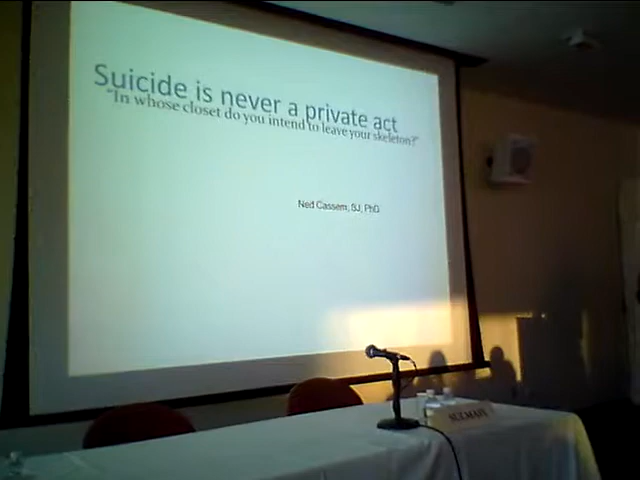 Suicide is never a private act
"In whose closet do you intend to leave your skeleton?"
Ned Cassem, SJ, PhD